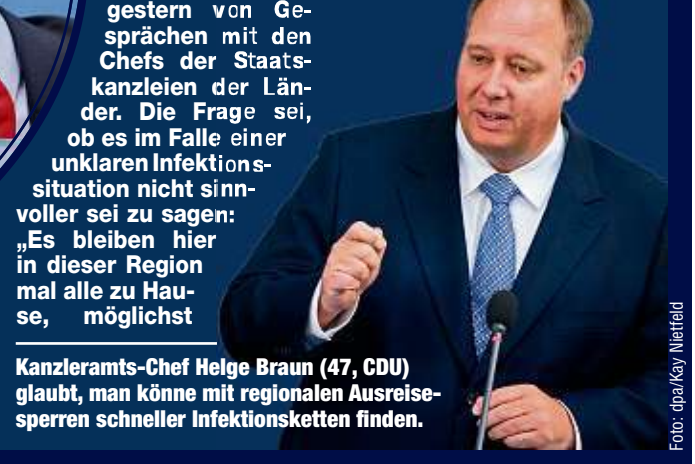 gestern von Ge-
sprächen mit den
Chefs der Staats-
kanzleien der Län-
der. Die Frage sei,
ob es im Falle einer
unklaren Infektions-
situation nicht sinn-
voller sei zu sagen:
„Es bleiben hier
in dieser Region
mal alle zu Hau-
se, möglichst
Kanzleramts-Chef Helge Braun (47, CDU)
glaubt, man könne mit regionalen Ausreise-
sperren schneller Infektionsketten finden.
Foto: dpa/Kay Nietfeld